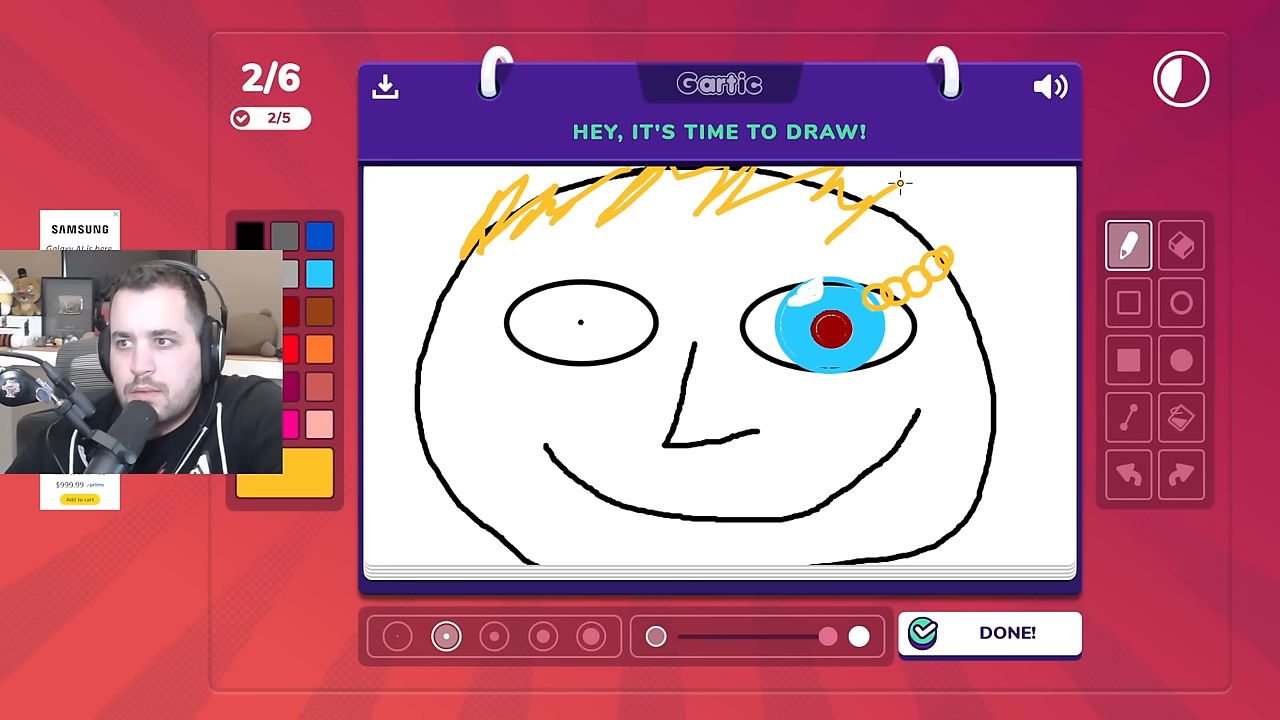 2/6
2/5
Gartic
HEY, IT'S TIME TO DRAW!
SAMSUNG
Galaxy AI is here
$999.99 prime
Add to cart
DONE!